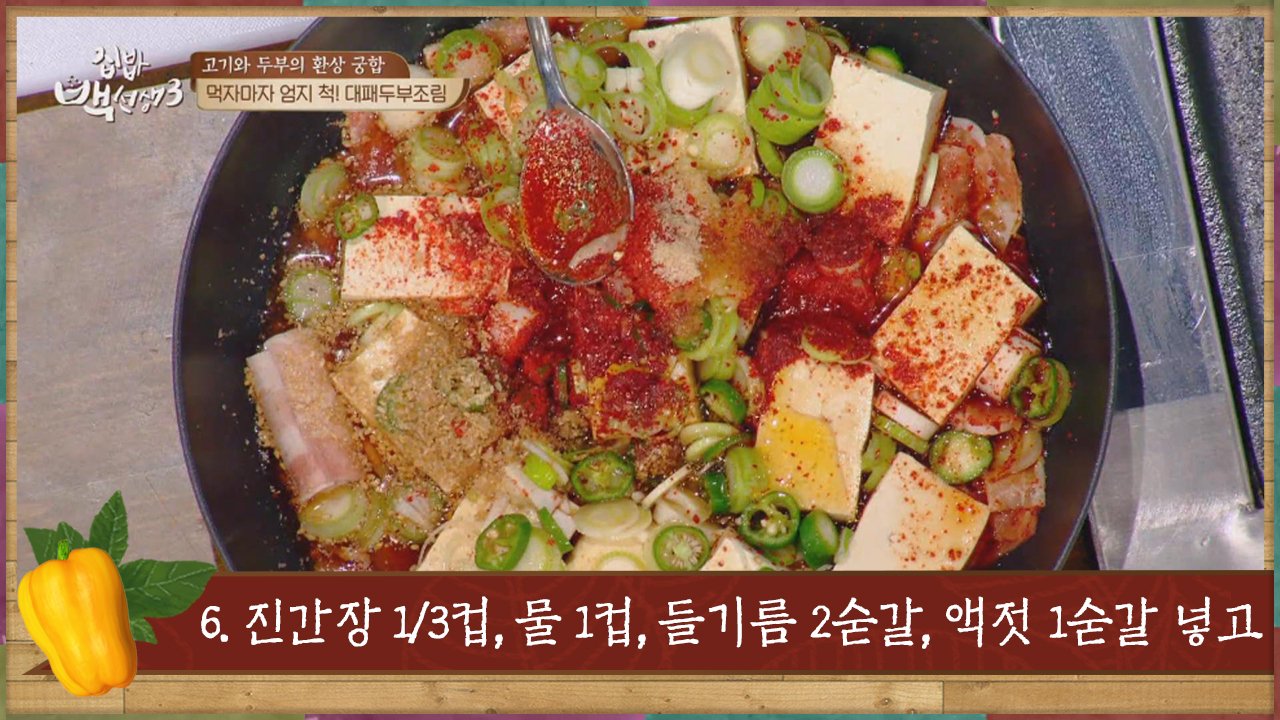 집밥
백선생3
고기와 두부의 환상 궁합
먹자마자 엄지 척! 대패두부조림
6. 진간장 1/3컵, 물 1컵, 들기름 2숟갈, 액젓 1숟갈 넣고